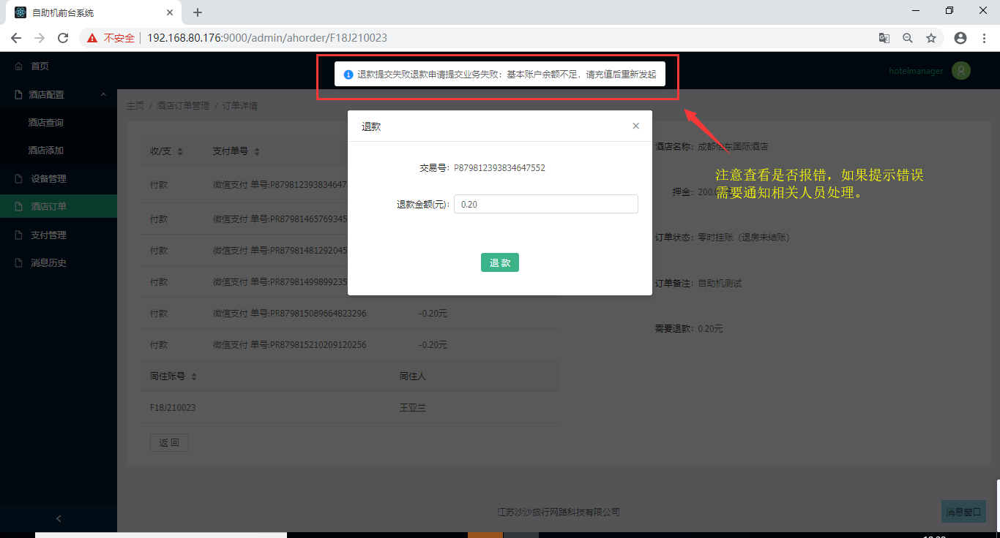 自助机前台系统
不安全
192.168.80.176:9000/admin/ahorder/F18J210023
首页
退款提交失败退款申请提交业务失败：基本账户余额不足，请充值后重新发起
hotelmanager
酒店配置
主页 / 酒店订单管理 / 订单详情
酒店查询
酒店添加
设备管理
酒店订单
支付管理
消息历史
退款
交易号： P879812393834647552
退款金额(元)： 0.20
退 款
收/支 支付单号
付款 微信支付 单号:P879812393834647
付款 微信支付 单号:PR87981465769345
付款 微信支付 单号:PR87981481292045
付款 微信支付 单号:PR87981499899235
付款 微信支付 单号:PR879815089664823296 -0.20元
付款 微信支付 单号:PR879815210209120256 -0.20元
同住账号 同住人
F18J210023 王亚兰
返 回
酒店名称： 成都怡东国际酒店
注意查看是否报错，如果提示错误
需要通知相关人员处理。
押金： 200.0
订单状态： 零时挂账（退房未结账）
订单备注： 自助机测试
需要退款： 0.20元
江苏沙沙旅行网路科技有限公司
消息窗口